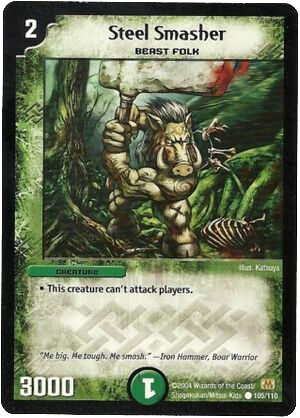 2
Steel Smasher
BEAST FOLK
Illus. Katsuya
CREATURE
• This creature can't attack players.
"Me big. Me tough. Me smash." —Iron Hammer, Boar Warrior
3000
1
©2004 Wizards of the Coast/
Shogakukan/Mitsui-Kids ● 105/110